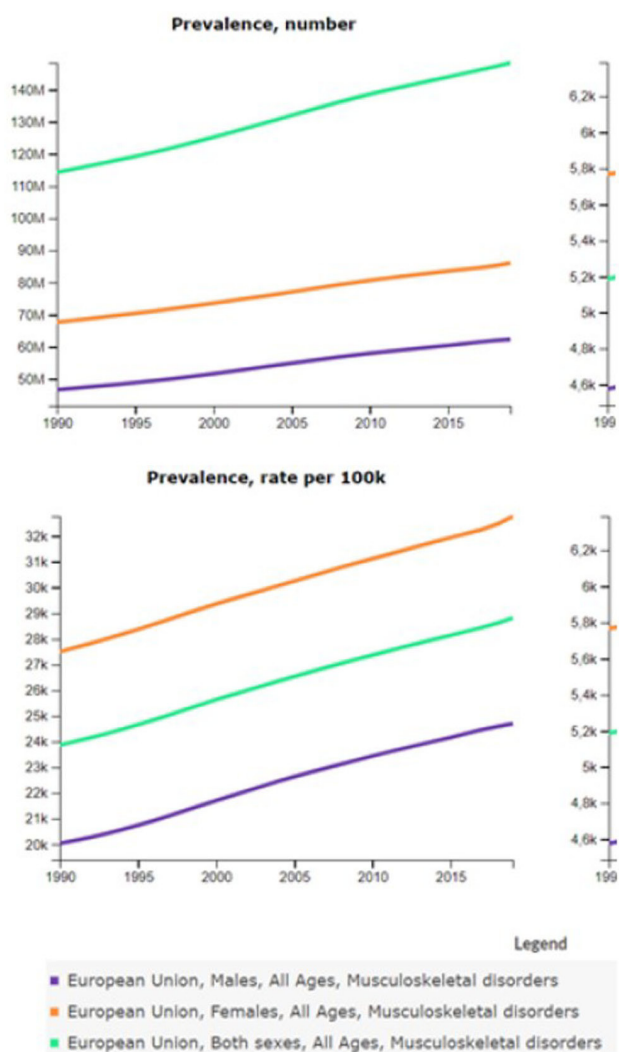 Prevalence, number
140M
130M
120M
110M
100M
90M
80M
70M
60M
50M
1990 1995 2000 2005 2010 2015
6,2k
6k
5,8k
5,6k
5,4k
5,2k
5k
4,8k
4,6k
199
Prevalence, rate per 100k
32k
31k
30k
29k
28k
27k
26k
25k
24k
23k
22k
21k
20k
1990 1995 2000 2005 2010 2015
6,2k
6k
5,8k
5,6k
5,4k
5,2k
5k
4,8k
4,6k
199
Legend
European Union, Males, All Ages, Musculoskeletal disorders
European Union, Females, All Ages, Musculoskeletal disorders
European Union, Both sexes, All Ages, Musculoskeletal disorders